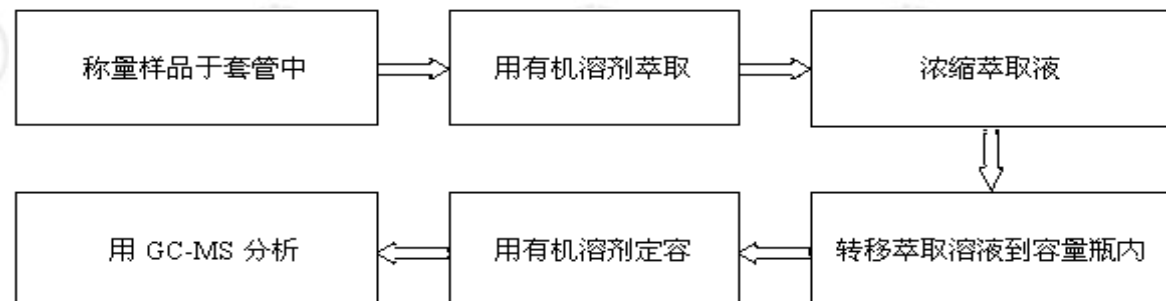 称量样品于套管中
用有机溶剂萃取
浓缩萃取液
转移萃取溶液到容量瓶内
用有机溶剂定容
用 GC-MS 分析